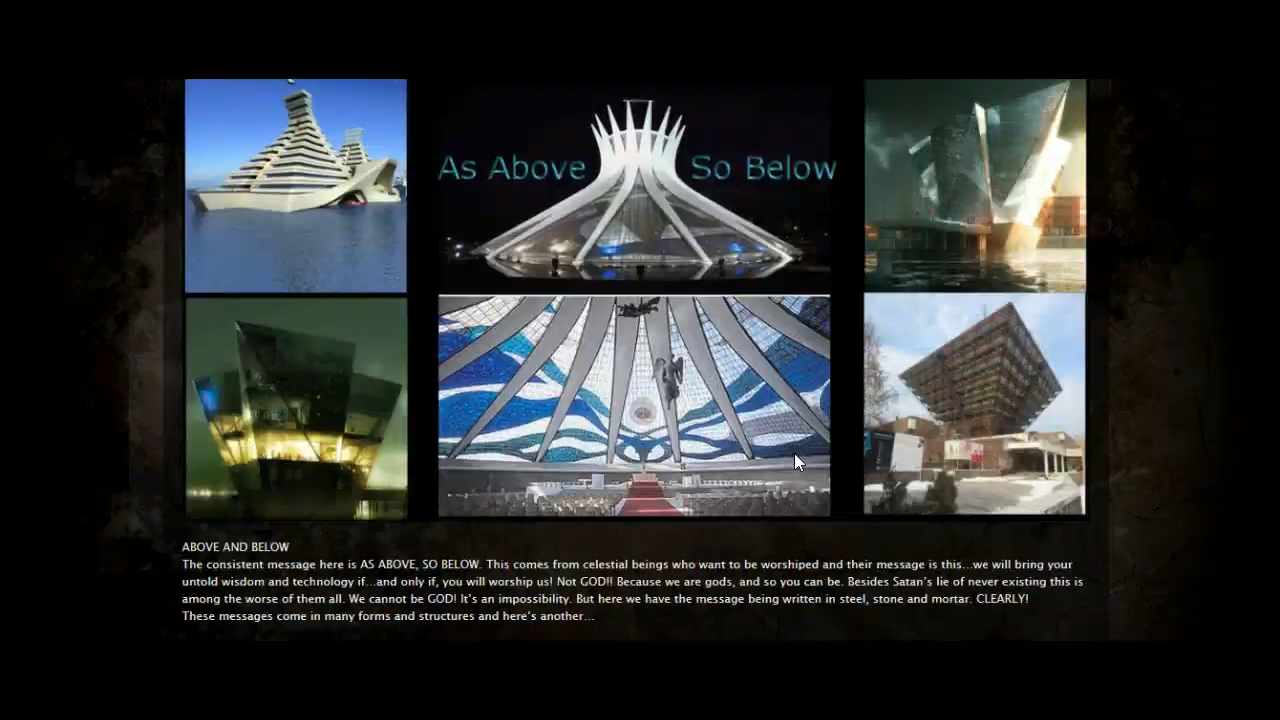 As Above So Below
ABOVE AND BELOW
The consistent message here is AS ABOVE, SO BELOW. This comes from celestial beings who want to be worshiped and their message is this...we will bring your
untold wisdom and technology if...and only if, you will worship us! Not GOD!! Because we are gods, and so you can be. Besides Satan's lie of never existing this is
among the worse of them all. We cannot be GOD! It's an impossibility. But here we have the message being written in steel, stone and mortar. CLEARLY!
These messages come in many forms and structures and here's another...